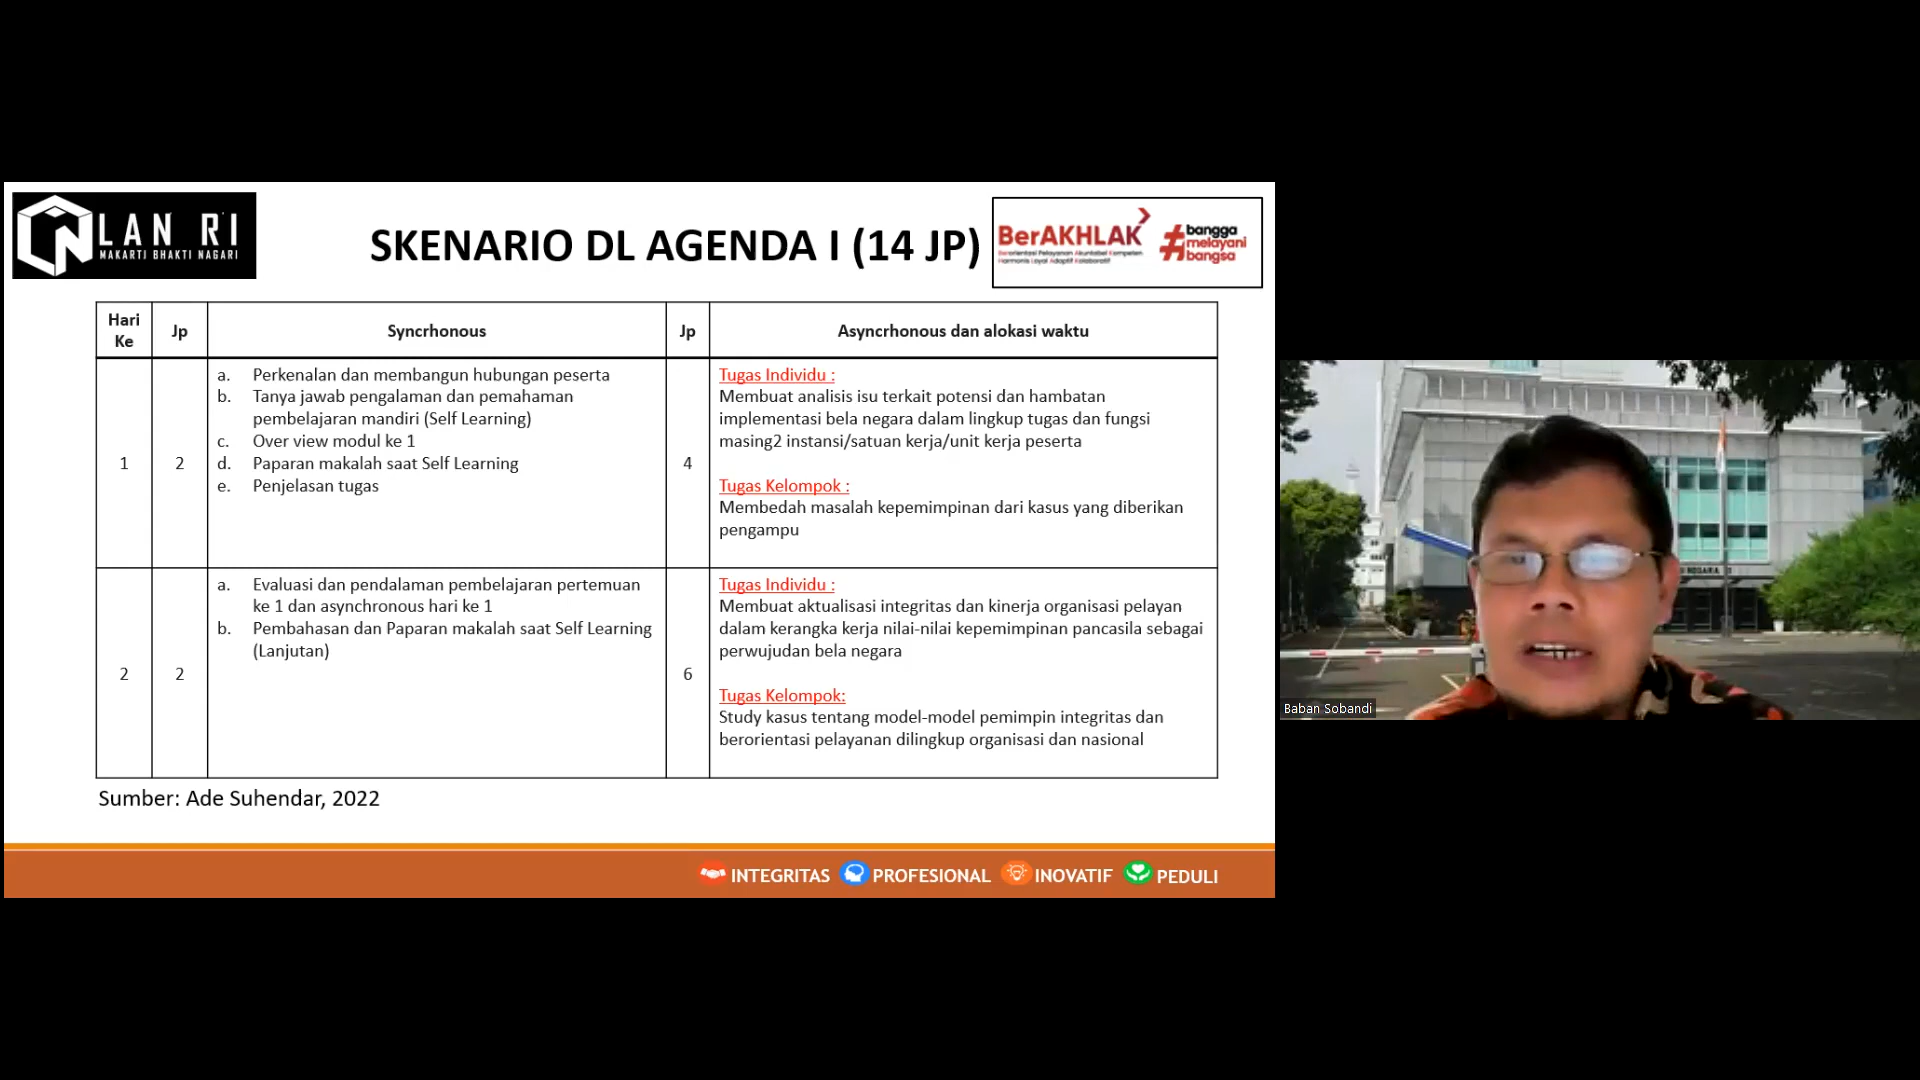 LAN RI
MAKARTI BHAKTI NAGARI
SKENARIO DL AGENDA I (14 JP)
BerAKHLAK
Berorientasi Pelayanan Akuntabel Kompeten
Harmonis Loyal Adaptif Kolaboratif
#bangga
melayani
bangsa
Hari
Ke
Jp
Syncrhonous
Jp
Asyncrhonous dan alokasi waktu
1
2
a. Perkenalan dan membangun hubungan peserta
b. Tanya jawab pengalaman dan pemahaman
pembelajaran mandiri (Self Learning)
c. Over view modul ke 1
d. Paparan makalah saat Self Learning
e. Penjelasan tugas
4
Tugas Individu :
Membuat analisis isu terkait potensi dan hambatan
implementasi bela negara dalam lingkup tugas dan fungsi
masing2 instansi/satuan kerja/unit kerja peserta
Tugas Kelompok :
Membedah masalah kepemimpinan dari kasus yang diberikan
pengampu
2
2
a. Evaluasi dan pendalaman pembelajaran pertemuan
ke 1 dan asynchronous hari ke 1
b. Pembahasan dan Paparan makalah saat Self Learning
(Lanjutan)
6
Tugas Individu :
Membuat aktualisasi integritas dan kinerja organisasi pelayan
dalam kerangka kerja nilai-nilai kepemimpinan pancasila sebagai
perwujudan bela negara
Tugas Kelompok:
Study kasus tentang model-model pemimpin integritas dan
berorientasi pelayanan dilingkup organisasi dan nasional
Sumber: Ade Suhendar, 2022
INTEGRITAS PROFESIONAL INOVATIF PEDULI
Baban Sobandi